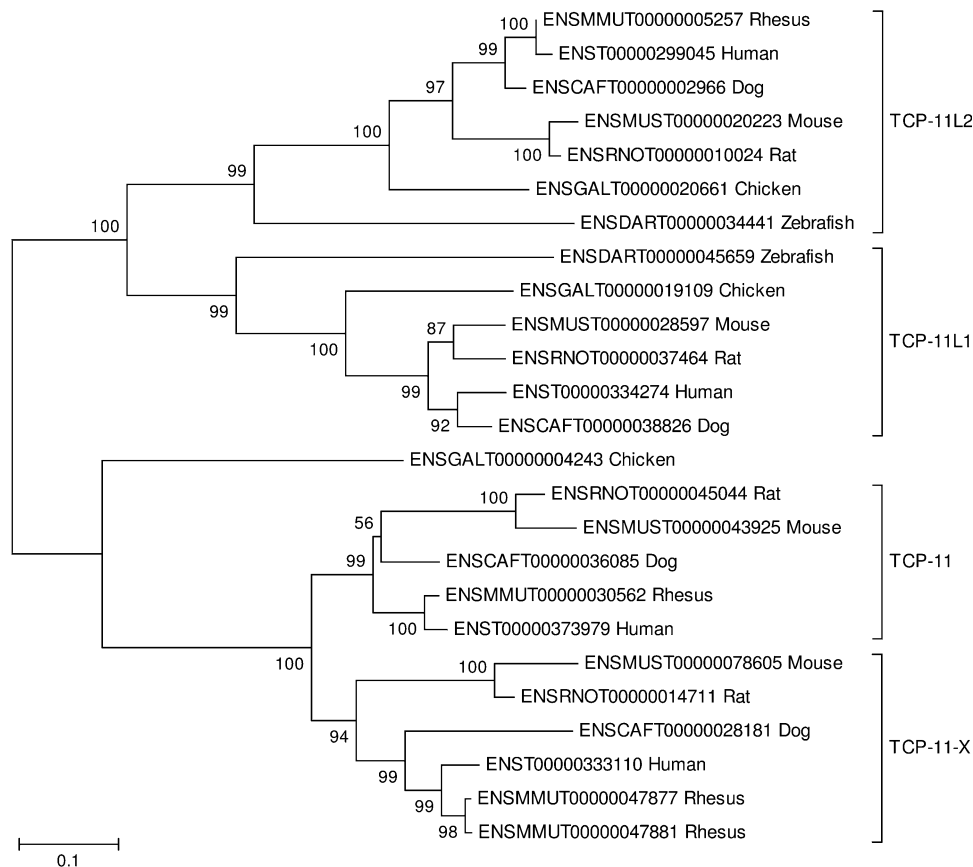 100
ENSMMUT00000005257 Rhesus
99
ENST00000299045 Human
97
ENSCAFT00000002966 Dog
TCP-11L2
100
ENSMUST00000020223 Mouse
100
ENSRNOT00000010024 Rat
99
ENSGALT00000020661 Chicken
100
ENSDART00000034441 Zebrafish
ENSDART00000045659 Zebrafish
99
ENSGALT00000019109 Chicken
87
ENSMUST00000028597 Mouse
TCP-11L1
100
ENSRNOT00000037464 Rat
99
ENST00000334274 Human
92
ENSCAFT00000038826 Dog
ENSGALT00000004243 Chicken
100
ENSRNOT00000045044 Rat
56
ENSMUST00000043925 Mouse
99
ENSCAFT00000036085 Dog
TCP-11
ENSMMUT00000030562 Rhesus
100
ENST00000373979 Human
100
100
ENSMUST00000078605 Mouse
ENSRNOT00000014711 Rat
94
ENSCAFT00000028181 Dog
TCP-11-X
99
ENST00000333110 Human
99
ENSMMUT00000047877 Rhesus
98
ENSMMUT00000047881 Rhesus
0.1